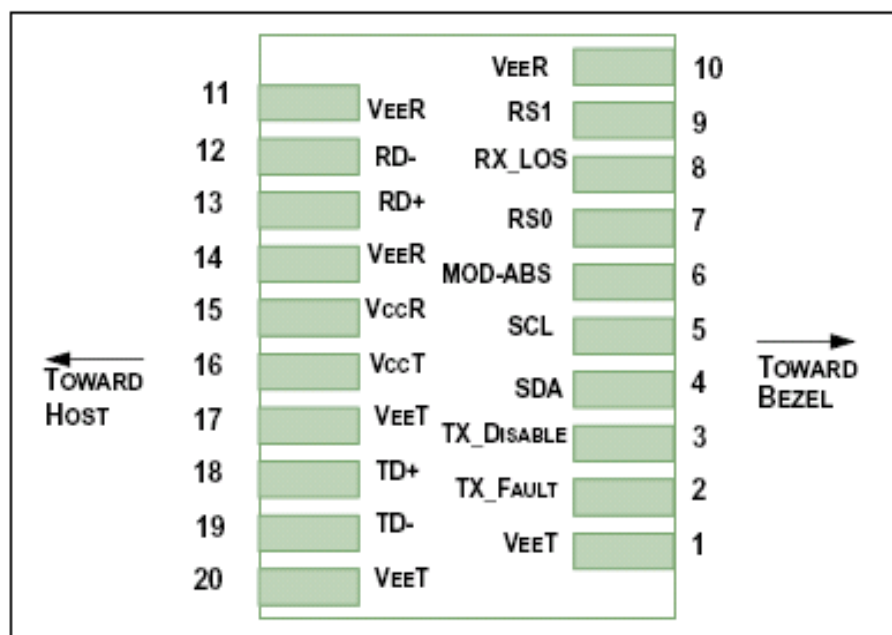 VEER 10
11 VEER
RS1 9
12 RD-
RX_LOS 8
13 RD+
RS0 7
14 VEER
MOD-ABS 6
15 VCCR
SCL 5
16 VCCT
TOWARD HOST
TOWARD BEZEL
SDA 4
17 VEET
TX_DISABLE 3
18 TD+
TX_FAULT 2
19 TD-
VEET 1
20 VEET